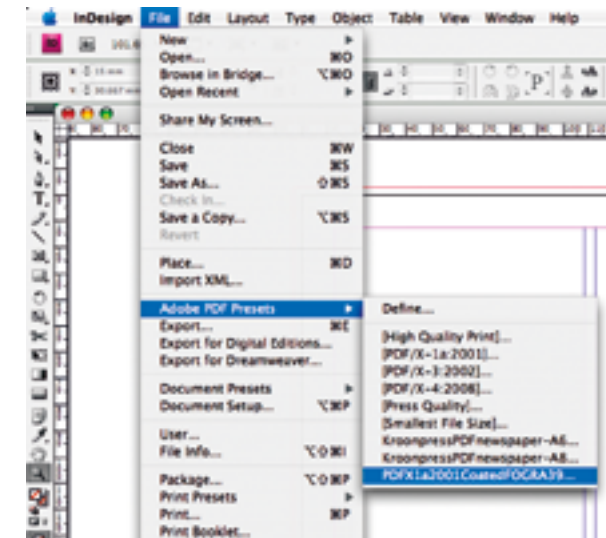 InDesign File Edit Layout Type Object Table View Window Help
New
Open... ⌘O
Browse in Bridge... ⌥⌘O
Open Recent
Share My Screen...
Close ⌘W
Save ⌘S
Save As... ⇧⌘S
Check In...
Save a Copy... ⌥⌘S
Revert
Place... ⌘D
Import XML...
Adobe PDF Presets
Export... ⌘E
Export for Digital Editions...
Export for Dreamweaver...
Document Presets
Document Setup... ⌥⌘P
User...
File Info... ⌥⇧⌘I
Package... ⌥⇧⌘P
Print Presets
Print... ⌘P
Print Booklet...
Define...
[High Quality Print]...
[PDF/X-1a:2001]...
[PDF/X-3:2002]...
[PDF/X-4:2008]...
[Press Quality]...
[Smallest File Size]...
KroonpressPDFnewspaper-A6...
KroonpressPDFnewspaper-A8...
PDFX1a2001CoatedFOGRA39...